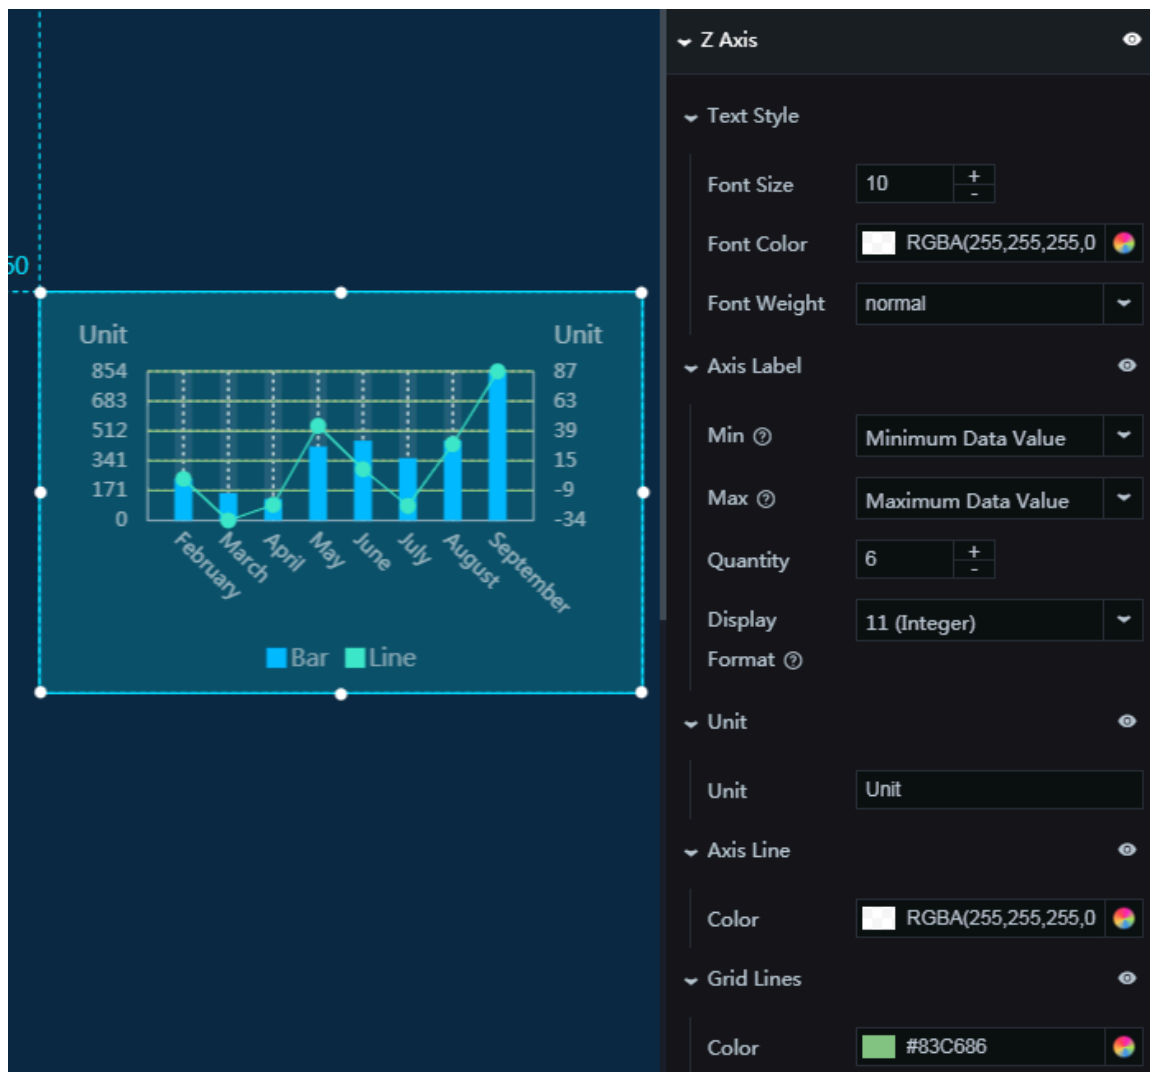 Z Axis
Text Style
Font Size 10 + -
Font Color RGBA(255,255,255,0
Font Weight normal
Axis Label
Min Minimum Data Value
Max Maximum Data Value
Quantity 6 + -
Display
Format 11 (Integer)
Unit
Unit Unit
Axis Line
Color RGBA(255,255,255,0
Grid Lines
Color #83C686
Unit Unit
854 87
683 63
512 39
341 15
171 -9
0 -34
February March April May June July August September
Bar Line